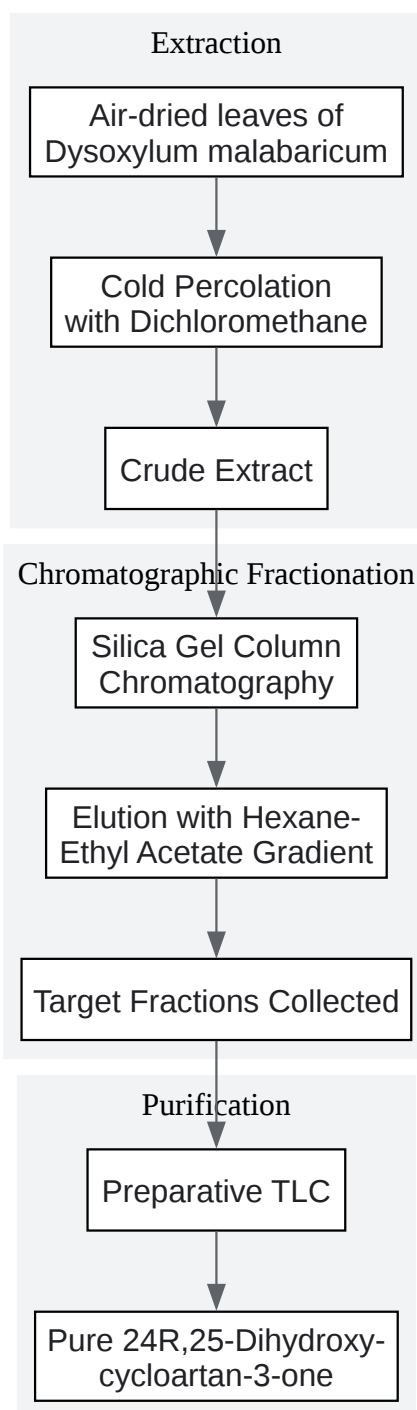 Extraction
Air-dried leaves of
Dysoxylum malabaricum
Cold Percolation
with Dichloromethane
Crude Extract
Chromatographic Fractionation
Silica Gel Column
Chromatography
Elution with Hexane-
Ethyl Acetate Gradient
Target Fractions Collected
Purification
Preparative TLC
Pure 24R,25-Dihydroxy-
cycloartan-3-one